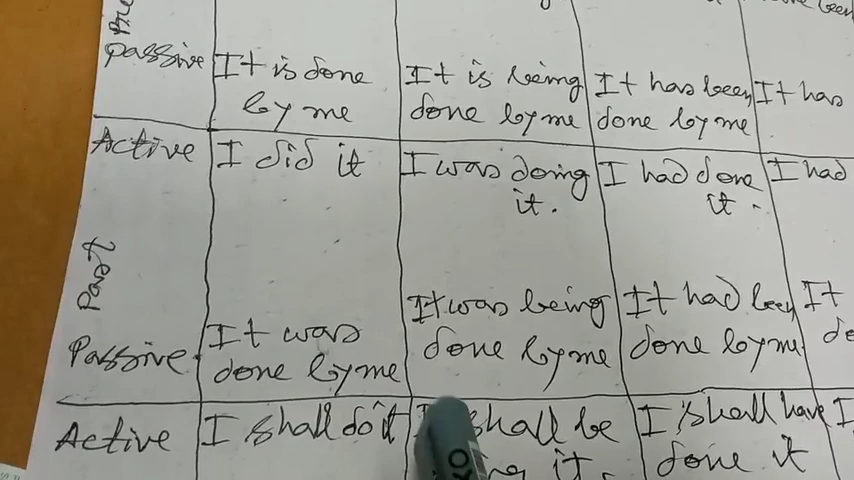 Passive
It is done
by me
It is being
done by me
It has been
done by me
It has
Active
I did it
I was doing
it.
I had done
it.
I had
Past
Passive
It was
done by me
It was being
done by me
It had been
done by me
It
Active
I shall do it
shall be
it.
I shall have
done it
I